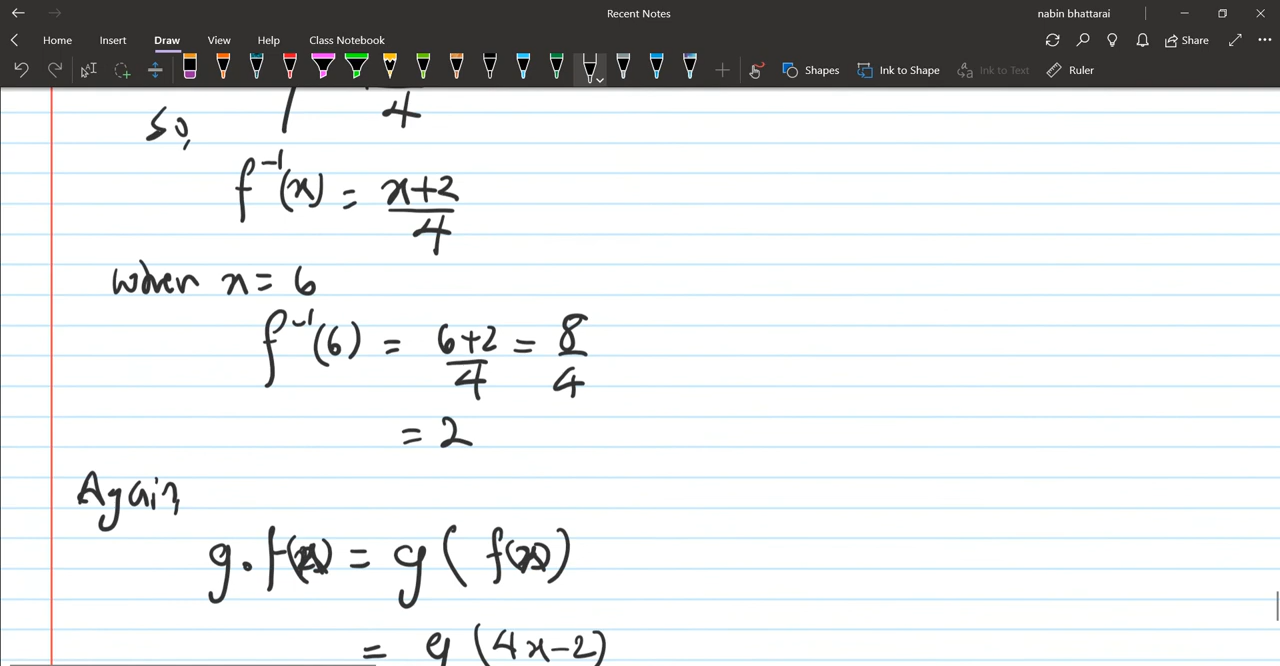 Recent Notes
nabin bhattarai
Home Insert Draw View Help Class Notebook
Share
Shapes Ink to Shape Ink to Text Ruler
4
so,
f⁻¹(x) = (x+2)/4
when x = 6
f⁻¹(6) = (6+2)/4 = 8/4
= 2
Again,
g.f(x) = g ( f(x))
= g (4x-2)